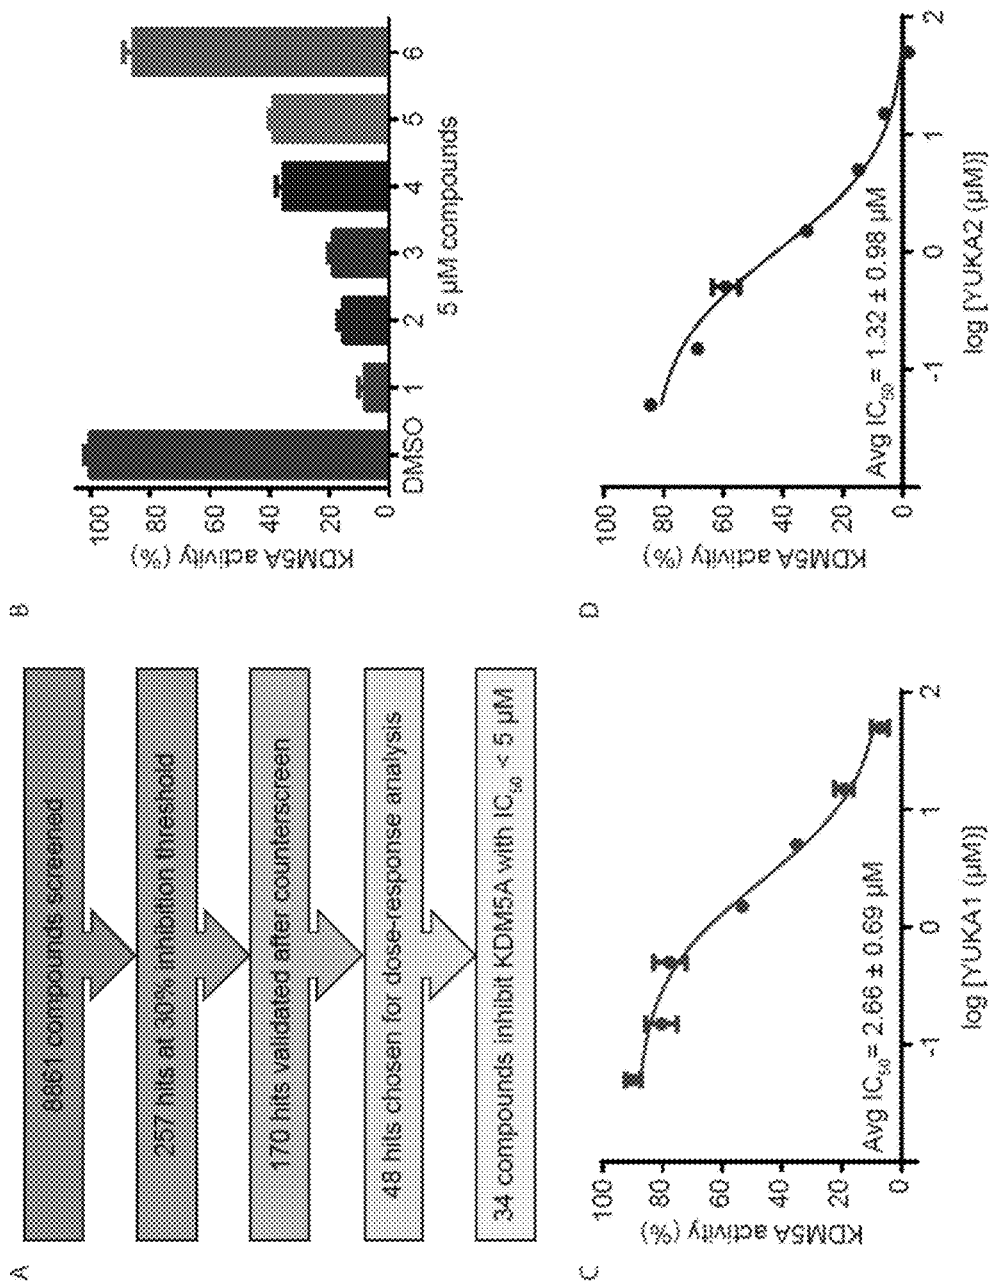 A
8861 compounds screened
257 hits at 30% inhibition threshold
170 hits validated after counterscreen
48 hits chosen for dose-response analysis
34 compounds inhibit KDM5A with IC50 < 5 µM
B
KDM5A activity (%)
100
80
60
40
20
0
DMSO 1 2 3 4 5 6
5 µM compounds
C
KDM5A activity (%)
100
80
60
40
20
0
Avg IC50= 2.66 ± 0.69 µM
-1 0 1 2
log [YUKA1 (µM)]
D
KDM5A activity (%)
100
80
60
40
20
0
Avg IC50= 1.32 ± 0.98 µM
-1 0 1 2
log [YUKA2 (µM)]